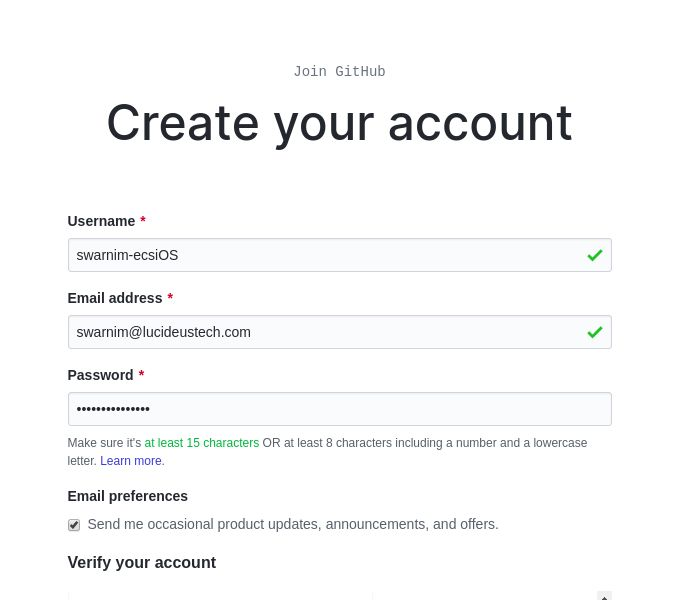 Join GitHub
Create your account
Username *
swarnim-ecsiOS
Email address *
swarnim@lucideustech.com
Password *
•••••••••••••••
Make sure it's at least 15 characters OR at least 8 characters including a number and a lowercase
letter. Learn more.
Email preferences
Send me occasional product updates, announcements, and offers.
Verify your account